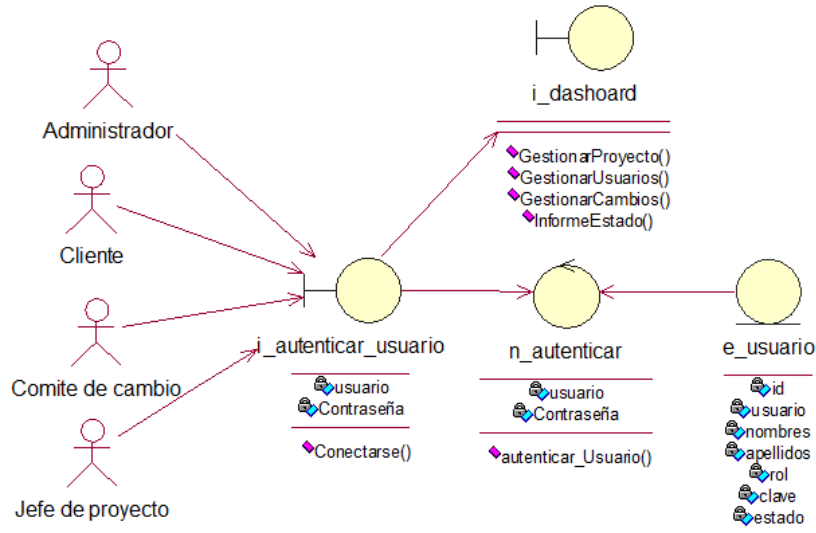 i_dashoard
GestionarProyecto()
GestionarUsuarios()
GestionarCambios()
InformeEstado()
Administrador
Cliente
Comite de cambio
Jefe de proyecto
i_autenticar_usuario
usuario
Contraseña
Conectarse()
n_autenticar
usuario
Contraseña
autenticar_Usuario()
e_usuario
id
usuario
nombres
apellidos
rol
clave
estado